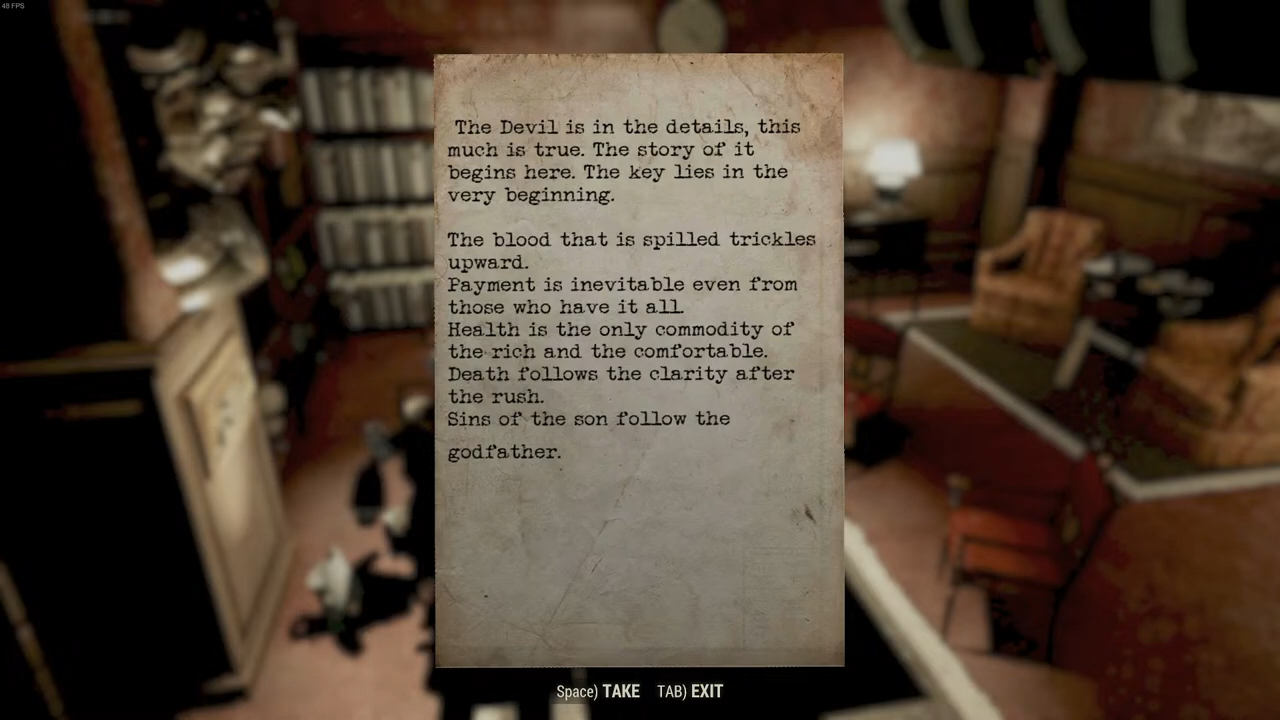 48 FPS
The Devil is in the details, this
much is true. The story of it
begins here. The key lies in the
very beginning.
The blood that is spilled trickles
upward.
Payment is inevitable even from
those who have it all.
Health is the only commodity of
the rich and the comfortable.
Death follows the clarity after
the rush.
Sins of the son follow the
godfather.
Space) TAKE TAB) EXIT